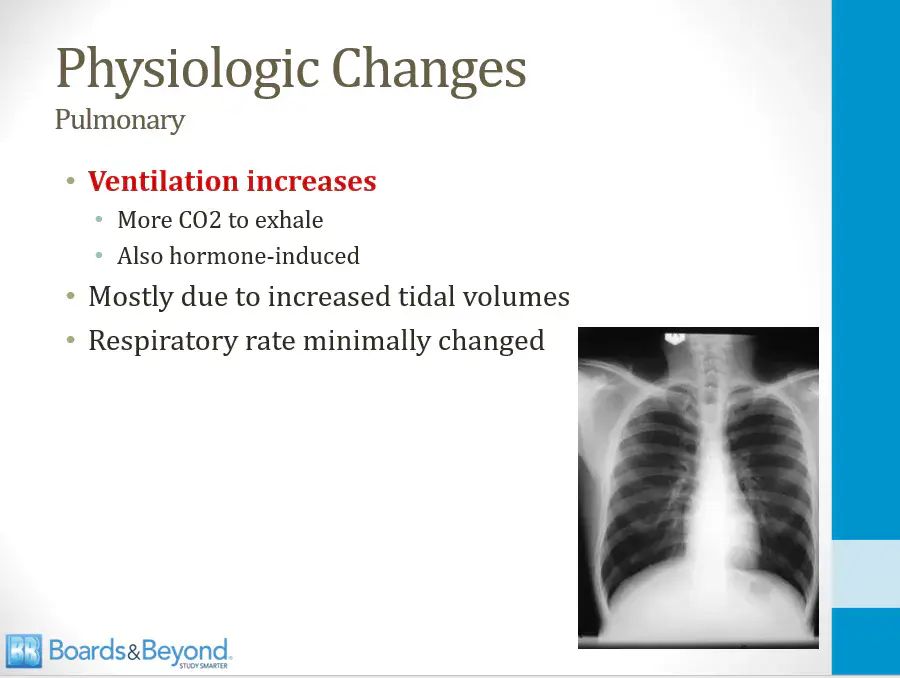 Physiologic Changes
Pulmonary
• Ventilation increases
• More CO2 to exhale
• Also hormone-induced
• Mostly due to increased tidal volumes
• Respiratory rate minimally changed
BB Boards&Beyond.
STUDY SMARTER